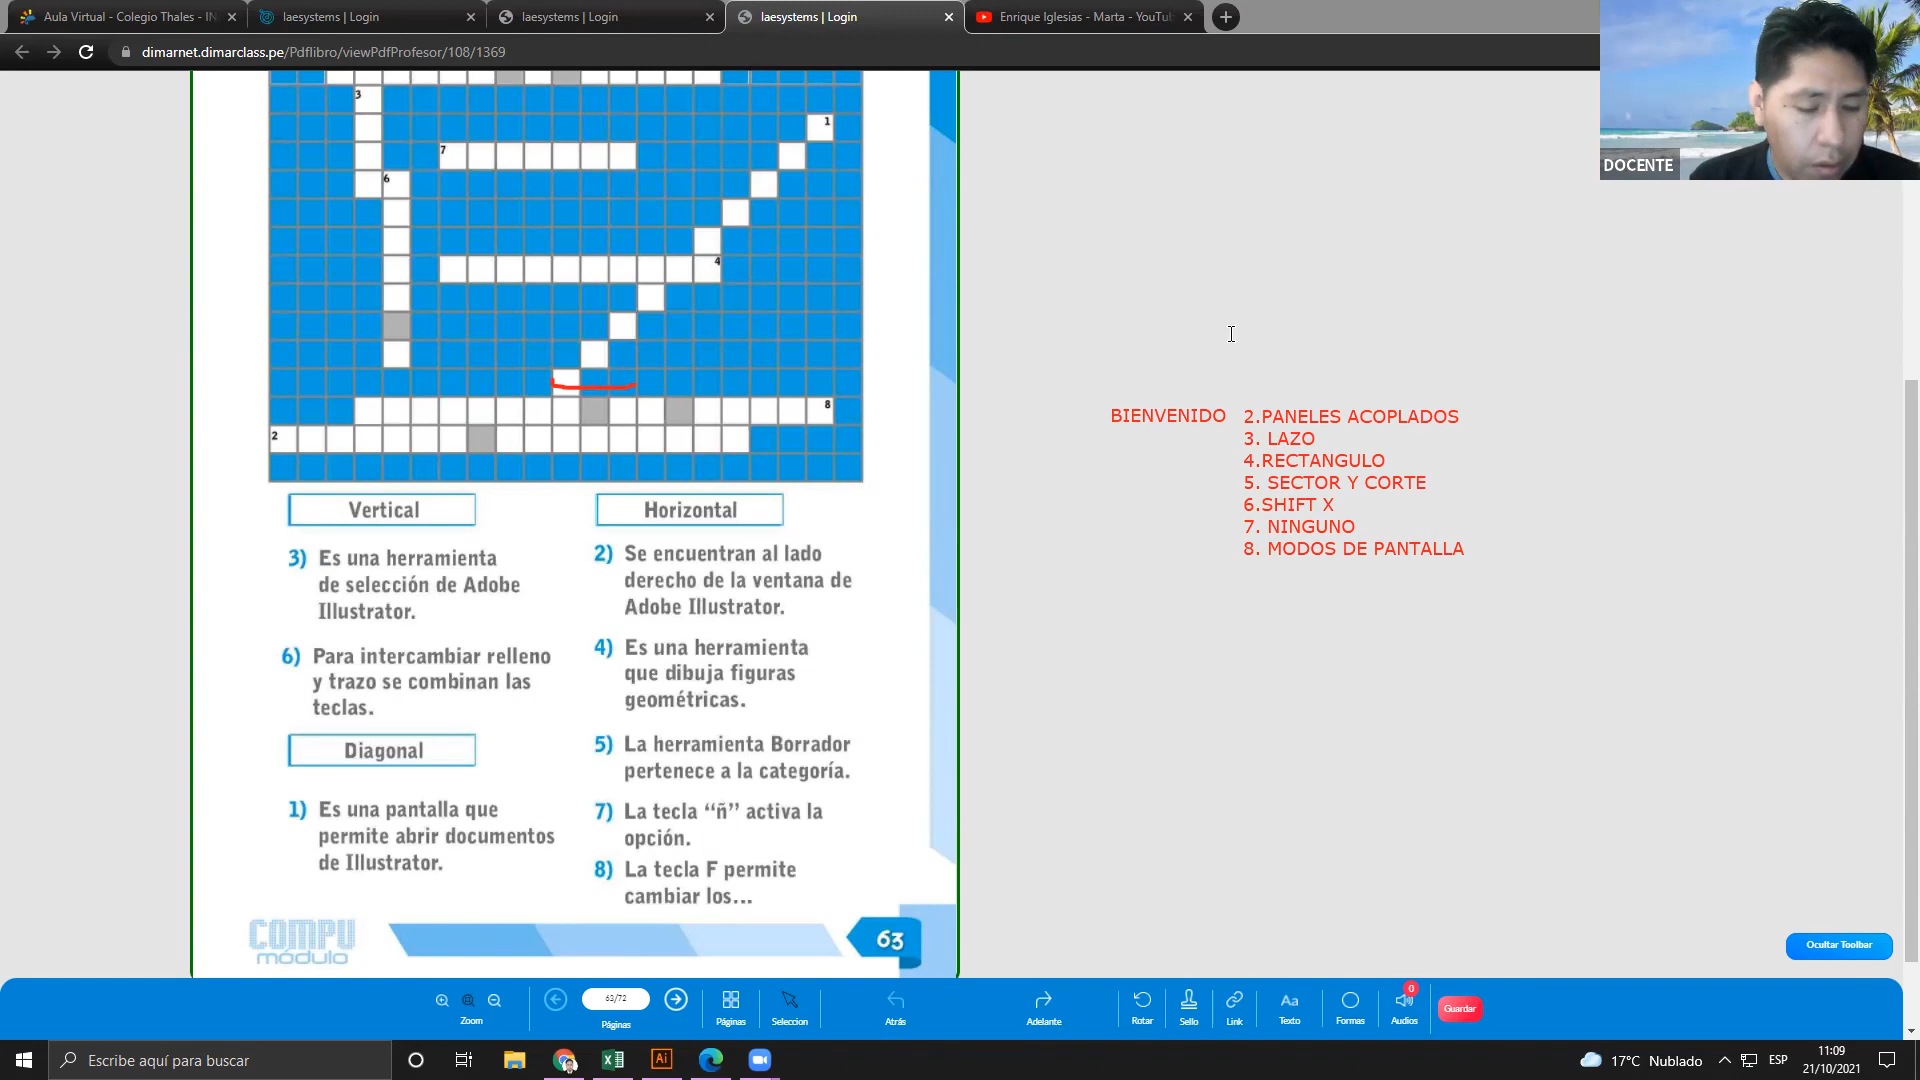 Aula Virtual - Colegio Thales - IN
laesystems | Login
laesystems | Login
laesystems | Login
Enrique Iglesias - Marta - YouTu
dimarnet.dimarclass.pe/Pdflibro/viewPdfProfesor/108/1369
DOCENTE
3
1
7
6
4
8
2
BIENVENIDO
2.PANELES ACOPLADOS
3. LAZO
4.RECTANGULO
5. SECTOR Y CORTE
6.SHIFT X
7. NINGUNO
8. MODOS DE PANTALLA
Vertical
3) Es una herramienta
de selección de Adobe
Illustrator.
6) Para intercambiar relleno
y trazo se combinan las
teclas.
Diagonal
1) Es una pantalla que
permite abrir documentos
de Illustrator.
Horizontal
2) Se encuentran al lado
derecho de la ventana de
Adobe Illustrator.
4) Es una herramienta
que dibuja figuras
geométricas.
5) La herramienta Borrador
pertenece a la categoría.
7) La tecla “ñ” activa la
opción.
8) La tecla F permite
cambiar los...
COMPU
módulo
63
Ocultar Toolbar
Zoom
63/72
Páginas
Páginas
Seleccion
Atrás
Adelante
Rotar
Sello
Link
Aa
Texto
Formas
0
Audios
Guardar
Escribe aquí para buscar
Ai
17°C Nublado
ESP
11:09
21/10/2021